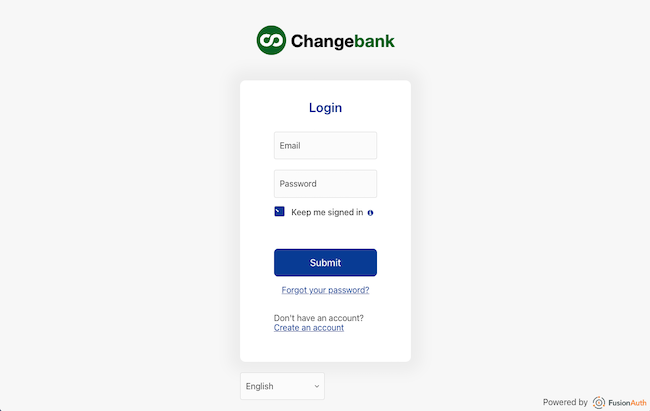 Changebank
Login
Email
Password
Keep me signed in
Submit
Forgot your password?
Don't have an account?
Create an account
English
Powered by FusionAuth